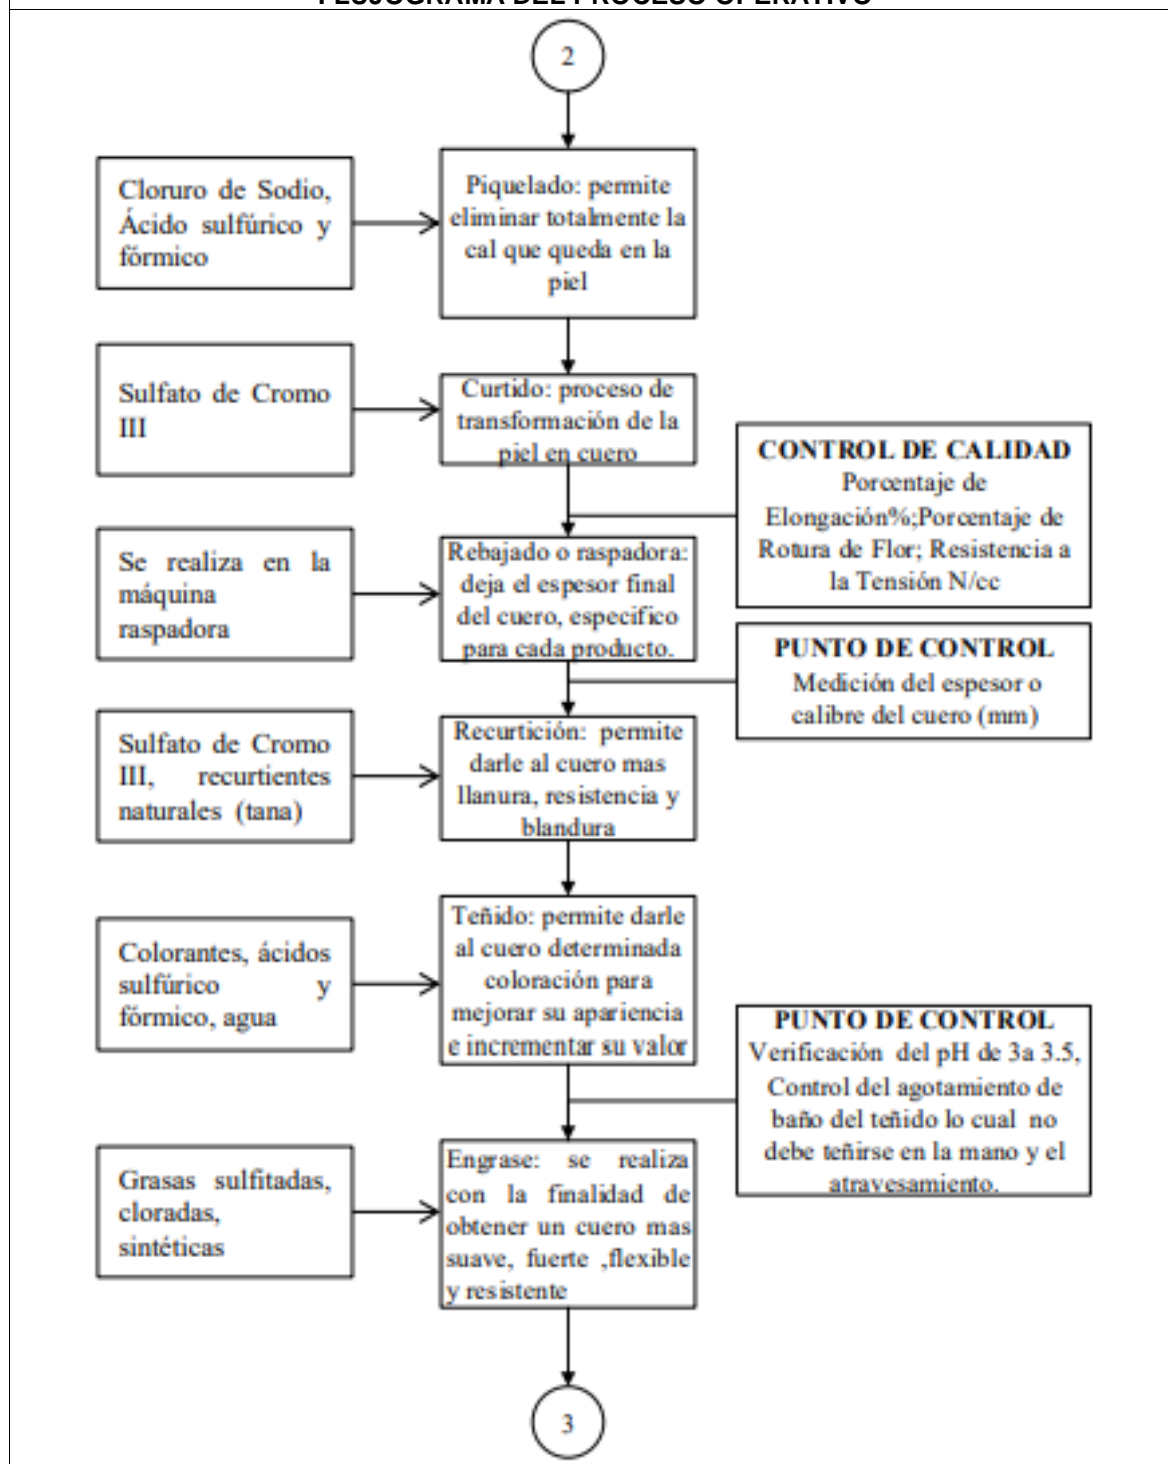 FLUJOGRAMA DEL PROCESO OPERATIVO
2
Cloruro de Sodio,
Ácido sulfúrico y
fórmico
Piquelado: permite
eliminar totalmente la
cal que queda en la
piel
Sulfato de Cromo
III
Curtido: proceso de
transformación de la
piel en cuero
CONTROL DE CALIDAD
Porcentaje de
Elongación%;Porcentaje de
Rotura de Flor; Resistencia a
la Tensión N/cc
Se realiza en la
máquina
raspadora
Rebajado o raspadora:
deja el espesor final
del cuero, especifico
para cada producto.
PUNTO DE CONTROL
Medición del espesor o
calibre del cuero (mm)
Sulfato de Cromo
III, recurtientes
naturales (tana)
Recurtición: permite
darle al cuero mas
llanura, resistencia y
blandura
Colorantes, ácidos
sulfúrico y
fórmico, agua
Teñido: permite darle
al cuero determinada
coloración para
mejorar su apariencia
e incrementar su valor
PUNTO DE CONTROL
Verificación del pH de 3a 3.5,
Control del agotamiento de
baño del teñido lo cual no
debe teñirse en la mano y el
atravesamiento.
Grasas sulfitadas,
cloradas,
sintéticas
Engrase: se realiza
con la finalidad de
obtener un cuero mas
suave, fuerte ,flexible
y resistente
3